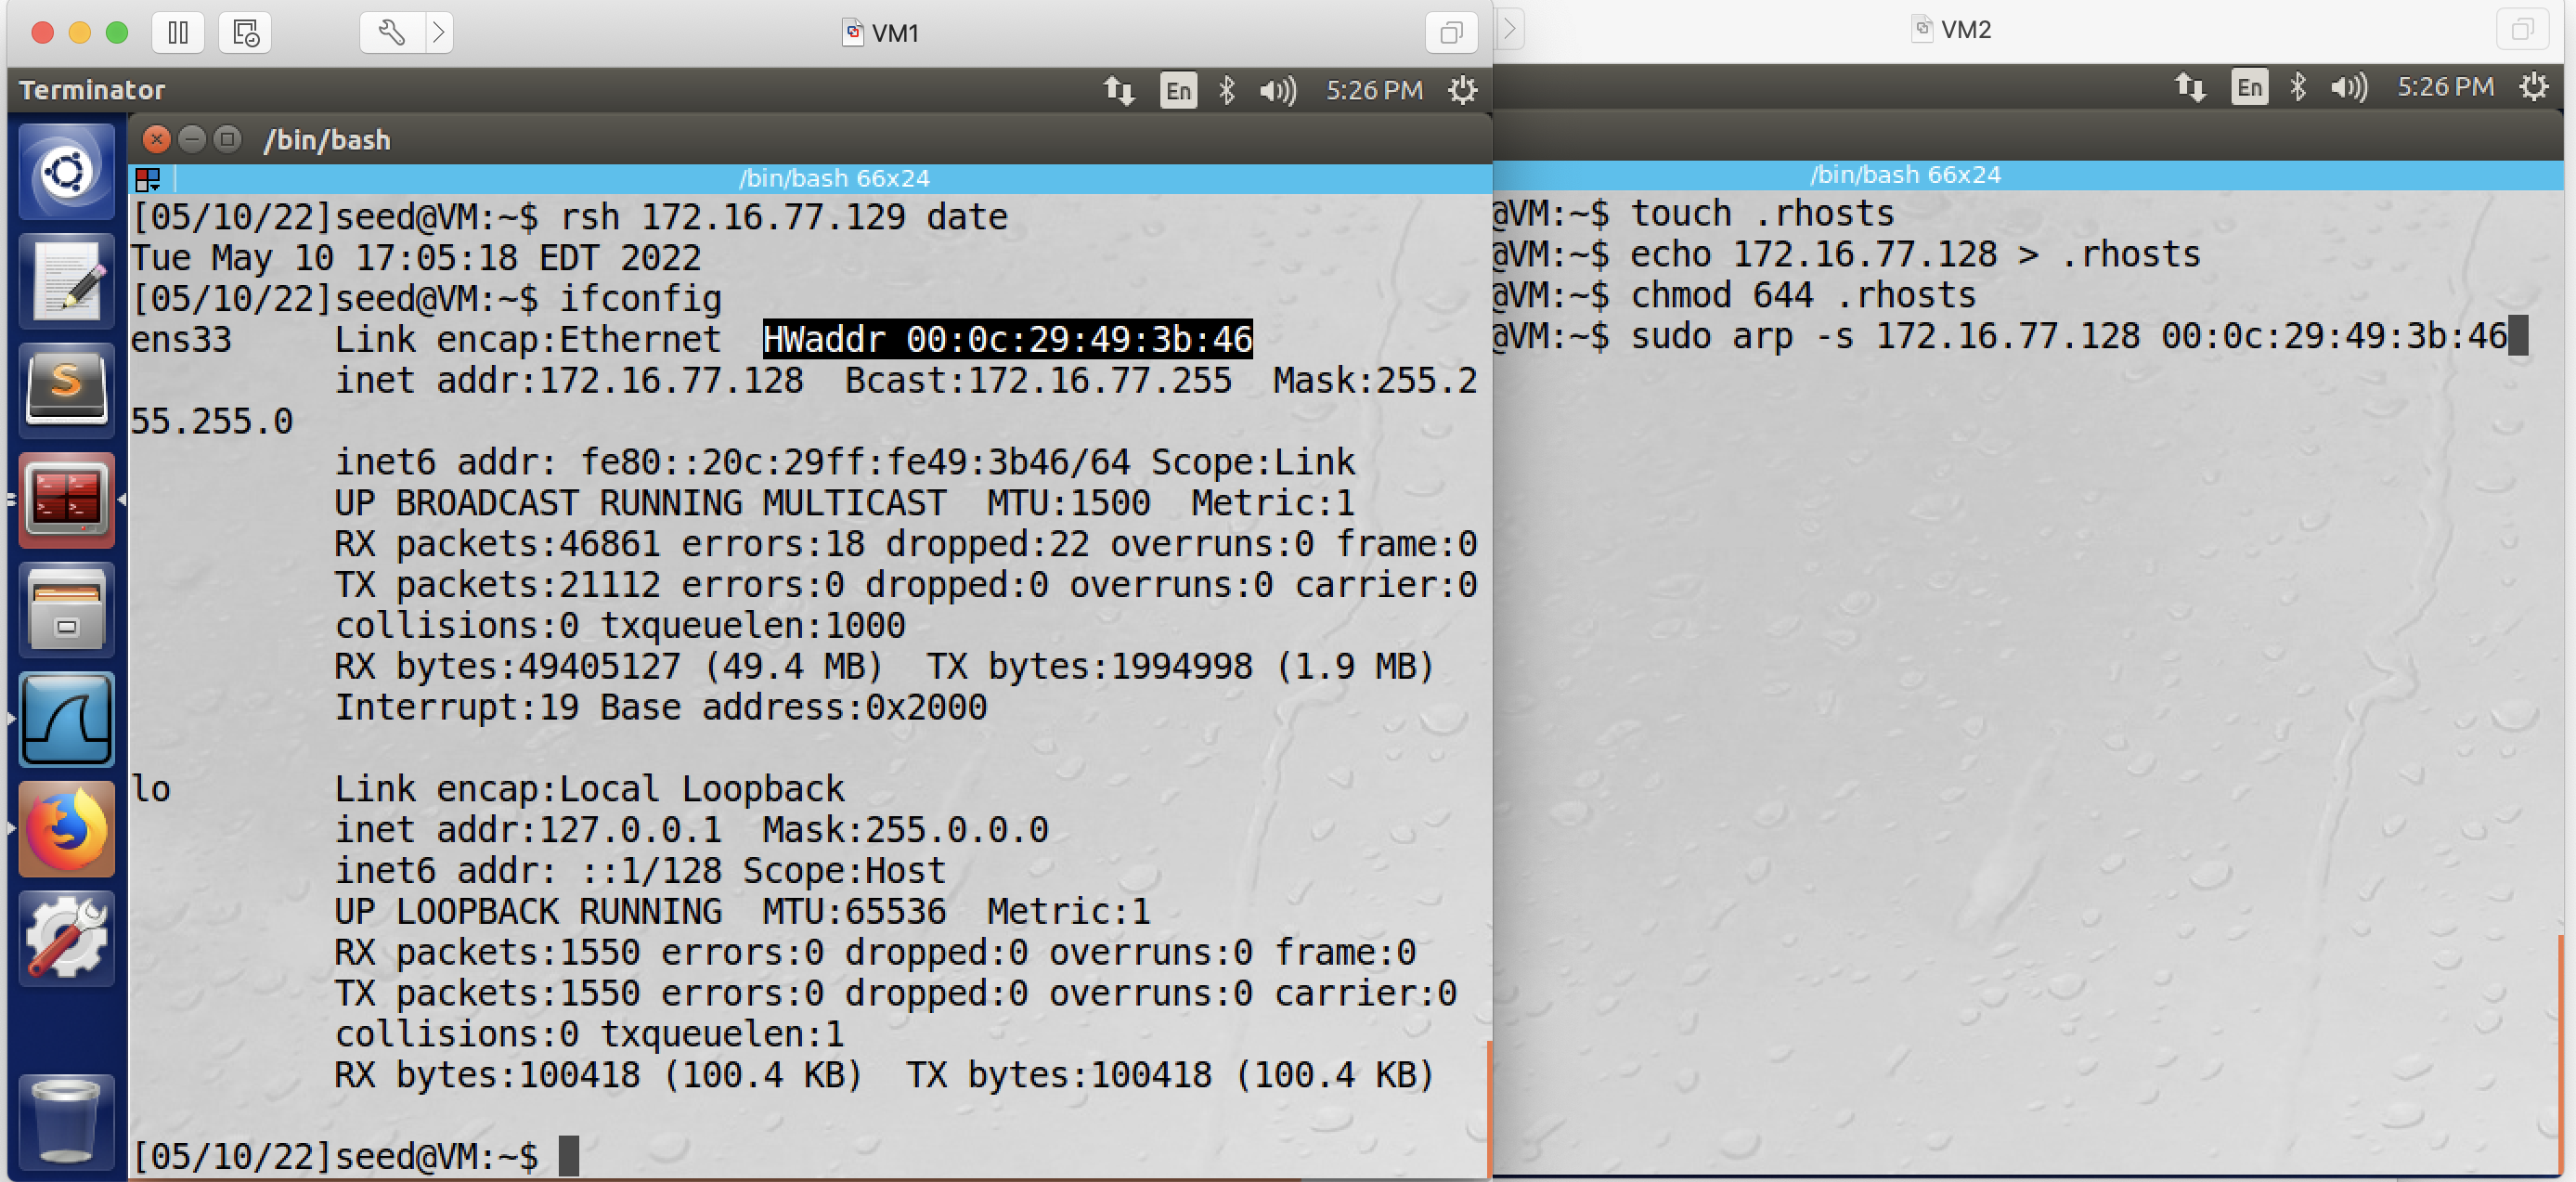 VM1
Terminator
En
5:26 PM
/bin/bash
/bin/bash 66x24
[05/10/22]seed@VM:~$ rsh 172.16.77.129 date
Tue May 10 17:05:18 EDT 2022
[05/10/22]seed@VM:~$ ifconfig
ens33     Link encap:Ethernet  HWaddr 00:0c:29:49:3b:46
          inet addr:172.16.77.128  Bcast:172.16.77.255  Mask:255.2
55.255.0
          inet6 addr: fe80::20c:29ff:fe49:3b46/64 Scope:Link
          UP BROADCAST RUNNING MULTICAST  MTU:1500  Metric:1
          RX packets:46861 errors:18 dropped:22 overruns:0 frame:0
          TX packets:21112 errors:0 dropped:0 overruns:0 carrier:0
          collisions:0 txqueuelen:1000
          RX bytes:49405127 (49.4 MB)  TX bytes:1994998 (1.9 MB)
          Interrupt:19 Base address:0x2000
lo        Link encap:Local Loopback
          inet addr:127.0.0.1  Mask:255.0.0.0
          inet6 addr: ::1/128 Scope:Host
          UP LOOPBACK RUNNING  MTU:65536  Metric:1
          RX packets:1550 errors:0 dropped:0 overruns:0 frame:0
          TX packets:1550 errors:0 dropped:0 overruns:0 carrier:0
          collisions:0 txqueuelen:1
          RX bytes:100418 (100.4 KB)  TX bytes:100418 (100.4 KB)
[05/10/22]seed@VM:~$
VM2
En
5:26 PM
/bin/bash 66x24
@VM:~$ touch .rhosts
@VM:~$ echo 172.16.77.128 > .rhosts
@VM:~$ chmod 644 .rhosts
@VM:~$ sudo arp -s 172.16.77.128 00:0c:29:49:3b:46